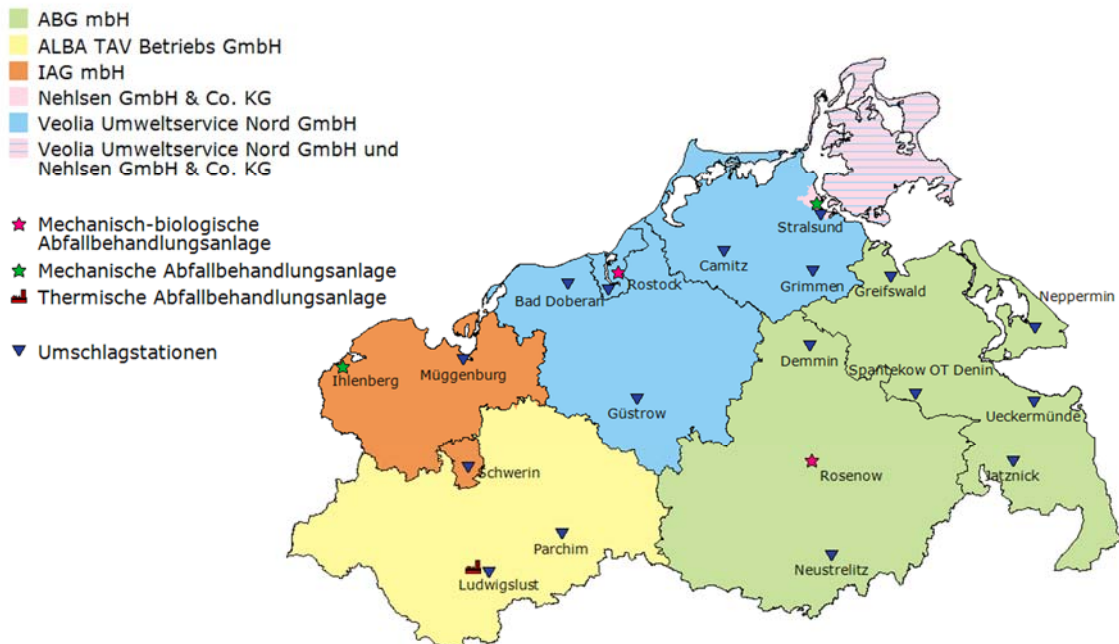 ABG mbH
ALBA TAV Betriebs GmbH
IAG mbH
Nehlsen GmbH & Co. KG
Veolia Umweltservice Nord GmbH
Veolia Umweltservice Nord GmbH und
Nehlsen GmbH & Co. KG
Mechanisch-biologische
Abfallbehandlungsanlage
Mechanische Abfallbehandlungsanlage
Thermische Abfallbehandlungsanlage
Umschlagstationen
Stralsund
Camitz
Rostock
Grimmen
Bad Doberan
Greifswald
Neppermin
Demmin
Spantekow OT Denin
Ihlenberg
Müggenburg
Güstrow
Ueckermünde
Schwerin
Rosenow
Jatznick
Parchim
Neustrelitz
Ludwigslust